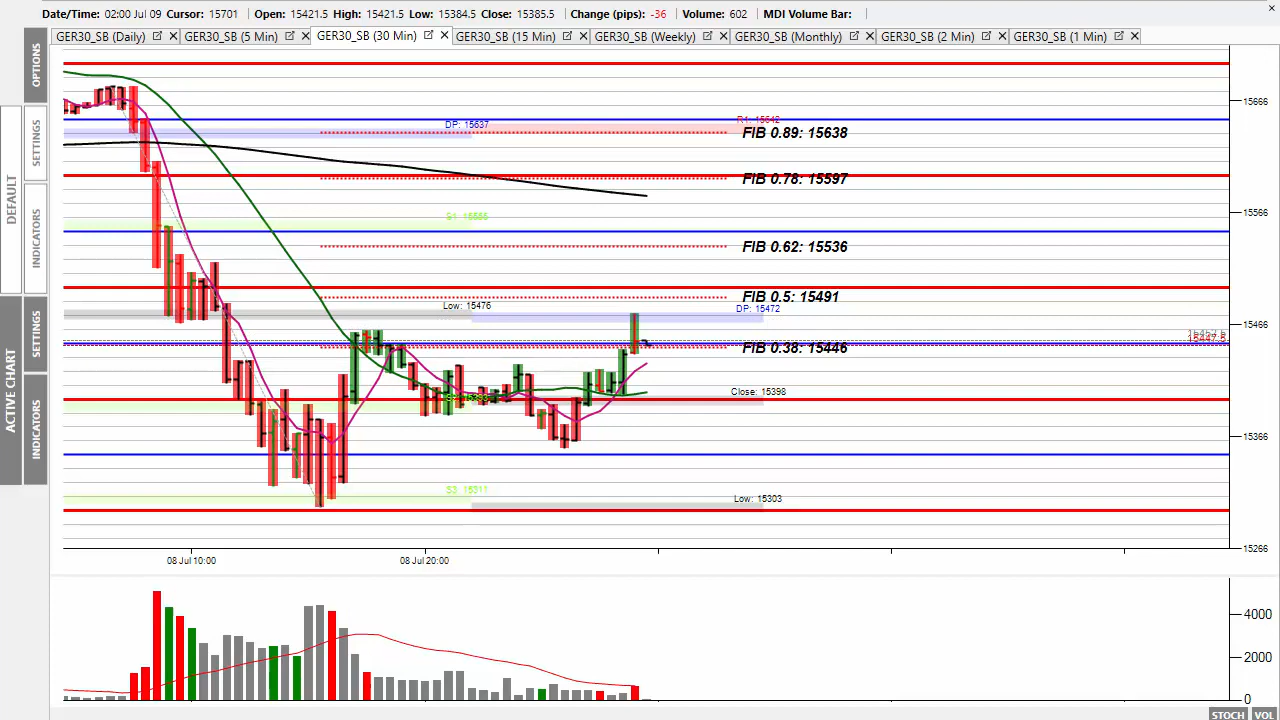 Date/Time: 02:00 Jul 09 Cursor: 15701 Open: 15421.5 High: 15421.5 Low: 15384.5 Close: 15385.5 Change (pips): -36 Volume: 602 MDI Volume Bar:
GER30_SB (Daily) GER30_SB (5 Min) GER30_SB (30 Min) GER30_SB (15 Min) GER30_SB (Weekly) GER30_SB (Monthly) GER30_SB (2 Min) GER30_SB (1 Min)
OPTIONS
DEFAULT
SETTINGS
INDICATORS
ACTIVE CHART
SETTINGS
INDICATORS
15666
R1: 15642
DP: 15637
FIB 0.89: 15638
FIB 0.78: 15597
S1: 15565
15566
FIB 0.62: 15536
FIB 0.5: 15491
Low: 15476
DP: 15472
15466
15447.5
FIB 0.38: 15446
Close: 15398
15366
S3: 15311
Low: 15303
15266
08 Jul 10:00 08 Jul 20:00
4000
2000
0
STOCH VOL